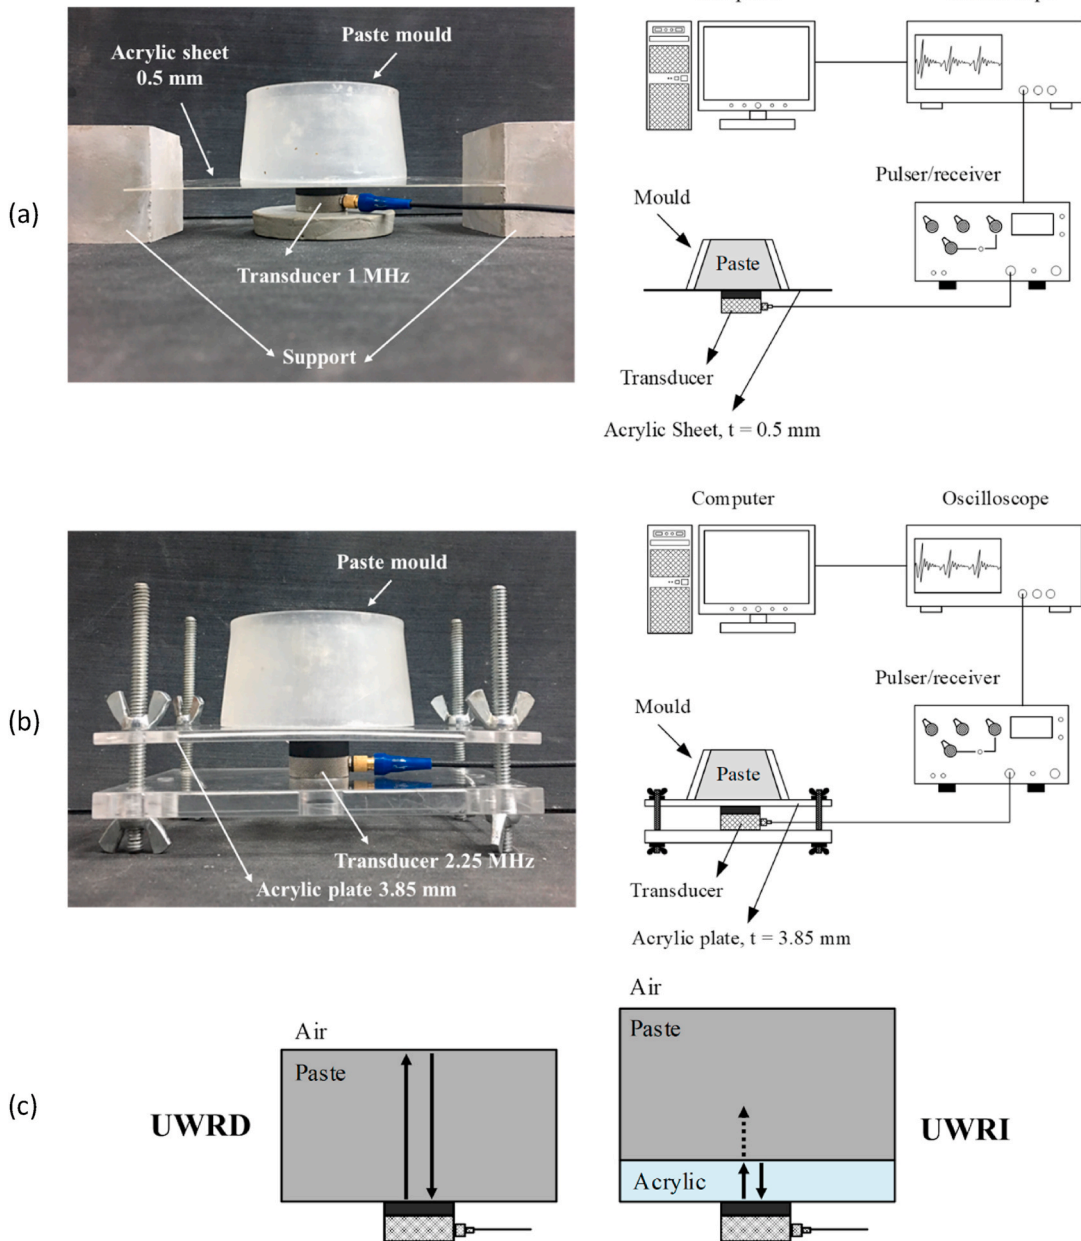 Paste mould
Acrylic sheet
0.5 mm
Transducer 1 MHz
Support
(a)
Pulser/receiver
Mould
Paste
Transducer
Acrylic Sheet, t = 0.5 mm
Computer
Oscilloscope
Paste mould
Transducer 2.25 MHz
Acrylic plate 3.85 mm
(b)
Pulser/receiver
Mould
Paste
Transducer
Acrylic plate, t = 3.85 mm
Air
Paste
UWRD
(c)
Air
Paste
Acrylic
UWRI